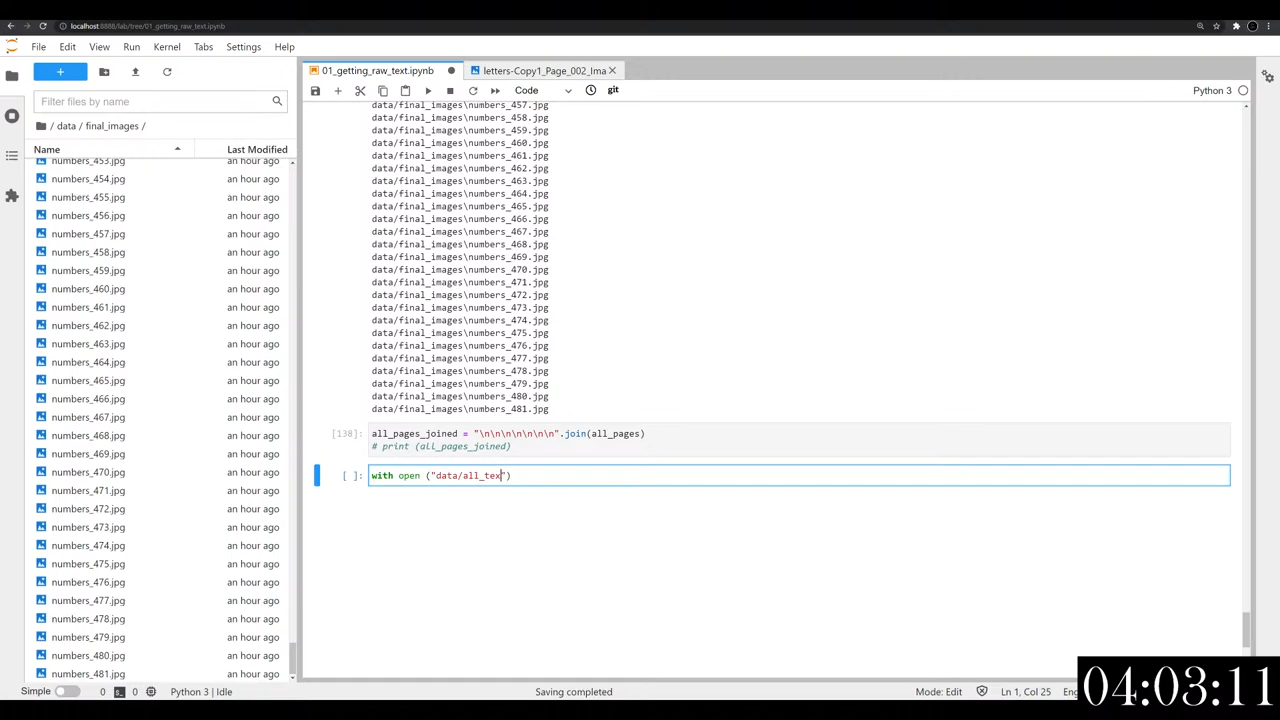 localhost:8888/lab/tree/01_getting_raw_text.ipynb
File Edit View Run Kernel Tabs Settings Help
01_getting_raw_text.ipynb letters-Copy1_Page_002_Ima
Filter files by name
Code git Python 3
/ data / final_images /
Name Last Modified
numbers_453.jpg an hour ago
numbers_454.jpg an hour ago
numbers_455.jpg an hour ago
numbers_456.jpg an hour ago
numbers_457.jpg an hour ago
numbers_458.jpg an hour ago
numbers_459.jpg an hour ago
numbers_460.jpg an hour ago
numbers_461.jpg an hour ago
numbers_462.jpg an hour ago
numbers_463.jpg an hour ago
numbers_464.jpg an hour ago
numbers_465.jpg an hour ago
numbers_466.jpg an hour ago
numbers_467.jpg an hour ago
numbers_468.jpg an hour ago
numbers_469.jpg an hour ago
numbers_470.jpg an hour ago
numbers_471.jpg an hour ago
numbers_472.jpg an hour ago
numbers_473.jpg an hour ago
numbers_474.jpg an hour ago
numbers_475.jpg an hour ago
numbers_476.jpg an hour ago
numbers_477.jpg an hour ago
numbers_478.jpg an hour ago
numbers_479.jpg an hour ago
numbers_480.jpg an hour ago
numbers_481.jpg an hour ago
data/final_images\numbers_457.jpg
data/final_images\numbers_458.jpg
data/final_images\numbers_459.jpg
data/final_images\numbers_460.jpg
data/final_images\numbers_461.jpg
data/final_images\numbers_462.jpg
data/final_images\numbers_463.jpg
data/final_images\numbers_464.jpg
data/final_images\numbers_465.jpg
data/final_images\numbers_466.jpg
data/final_images\numbers_467.jpg
data/final_images\numbers_468.jpg
data/final_images\numbers_469.jpg
data/final_images\numbers_470.jpg
data/final_images\numbers_471.jpg
data/final_images\numbers_472.jpg
data/final_images\numbers_473.jpg
data/final_images\numbers_474.jpg
data/final_images\numbers_475.jpg
data/final_images\numbers_476.jpg
data/final_images\numbers_477.jpg
data/final_images\numbers_478.jpg
data/final_images\numbers_479.jpg
data/final_images\numbers_480.jpg
data/final_images\numbers_481.jpg
[138]: all_pages_joined = "\n\n\n\n\n\n\n".join(all_pages)
# print (all_pages_joined)
[ ]: with open ("data/all_tex")
Simple 0 0 Python 3 | Idle Saving completed Mode: Edit Ln 1, Col 25
04:03:11